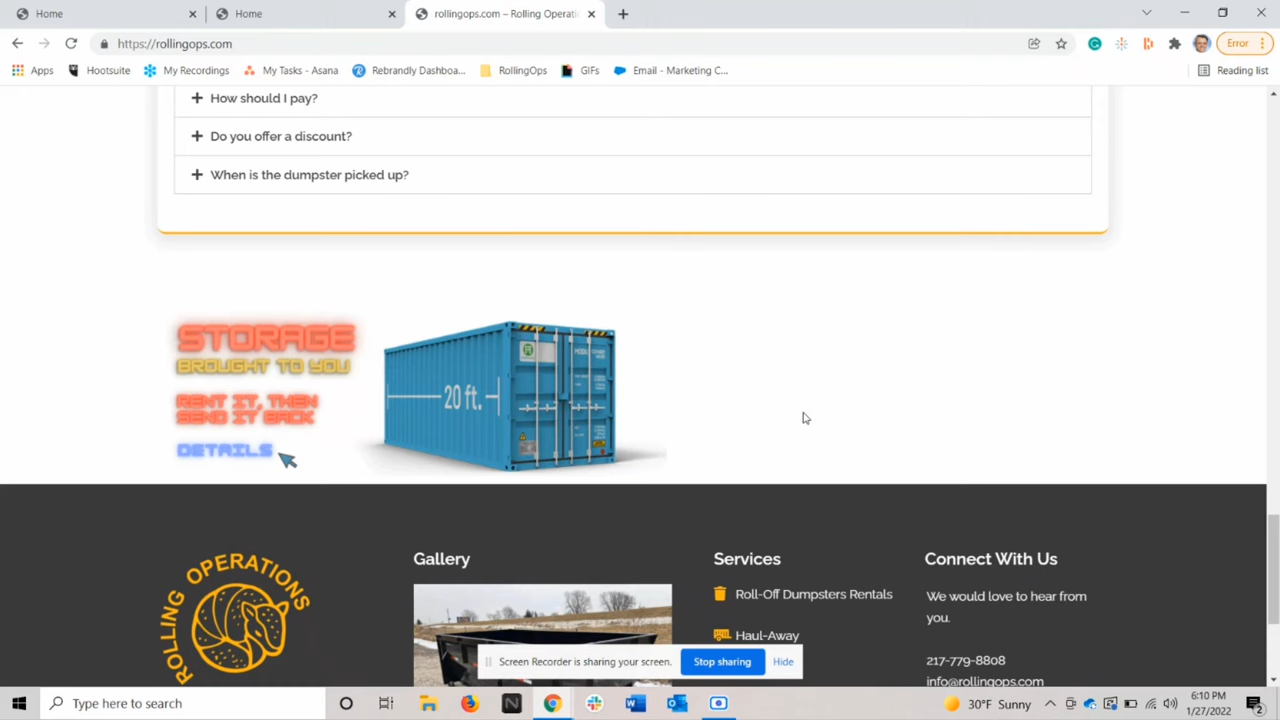 Home
Home
rollingops.com – Rolling Operati
https://rollingops.com
Error
Apps
Hootsuite
My Recordings
My Tasks - Asana
Rebrandly Dashboa...
RollingOps
GIFs
Email - Marketing C...
Reading list
How should I pay?
Do you offer a discount?
When is the dumpster picked up?
STORAGE
BROUGHT TO YOU
RENT IT, THEN
SEND IT BACK
DETAILS
20 ft.
ROLLING OPERATIONS
Gallery
Services
Connect With Us
Roll-Off Dumpsters Rentals
Haul-Away
We would love to hear from
you.
217-779-8808
info@rollingops.com
Screen Recorder is sharing your screen.
Stop sharing
Hide
Type here to search
30°F Sunny
6:10 PM
1/27/2022
2